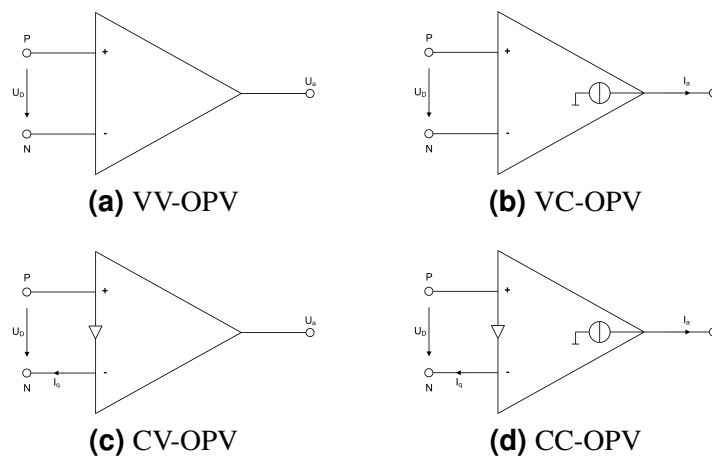 P
+
U_D
U_a
-
N
(a) VV-OPV
P
+
U_D
I_a
-
N
(b) VC-OPV
P
+
U_D
U_a
-
I_q
N
(c) CV-OPV
P
+
U_D
I_a
-
I_q
N
(d) CC-OPV